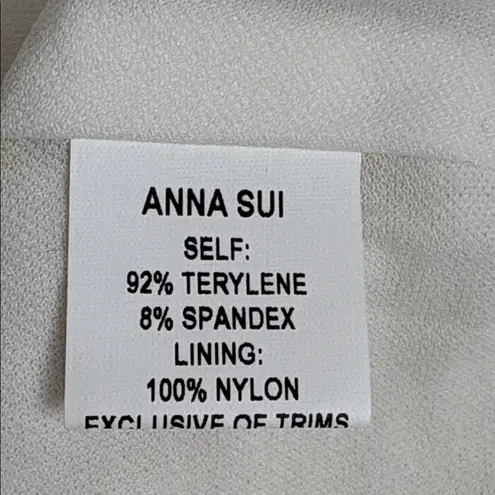 ANNA SUI
SELF:
92% TERYLENE
8% SPANDEX
LINING:
100% NYLON
EXCLUSIVE OF TRIMS